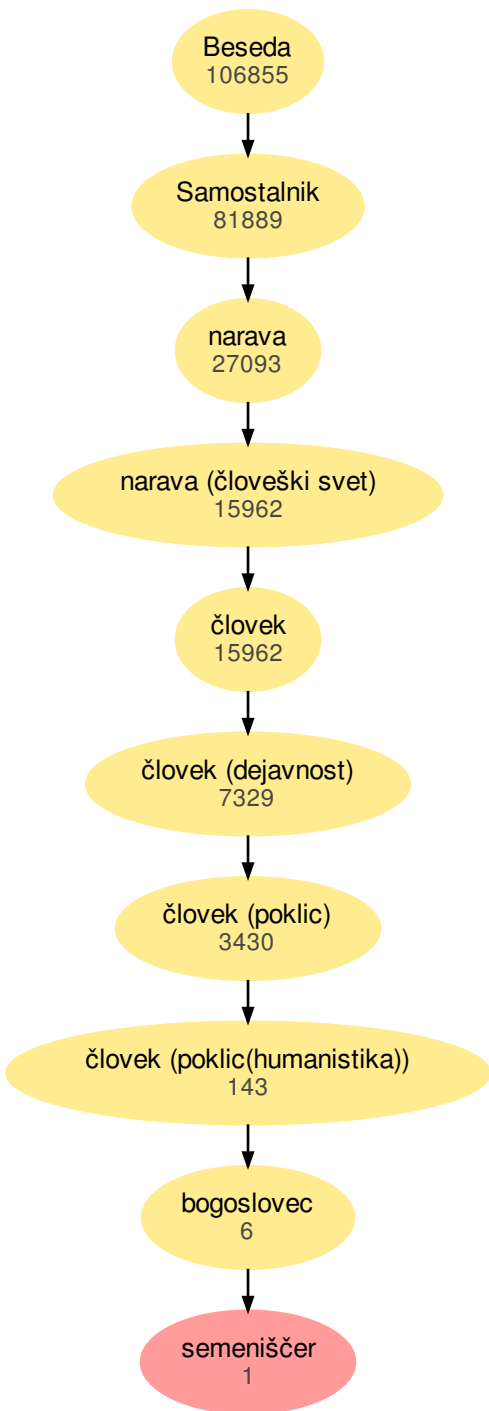 Beseda
106855
Samostalnik
81889
narava
27093
narava (človeški svet)
15962
človek
15962
človek (dejavnost)
7329
človek (poklic)
3430
človek (poklic(humanistika))
143
bogoslovec
6
semeniščer
1